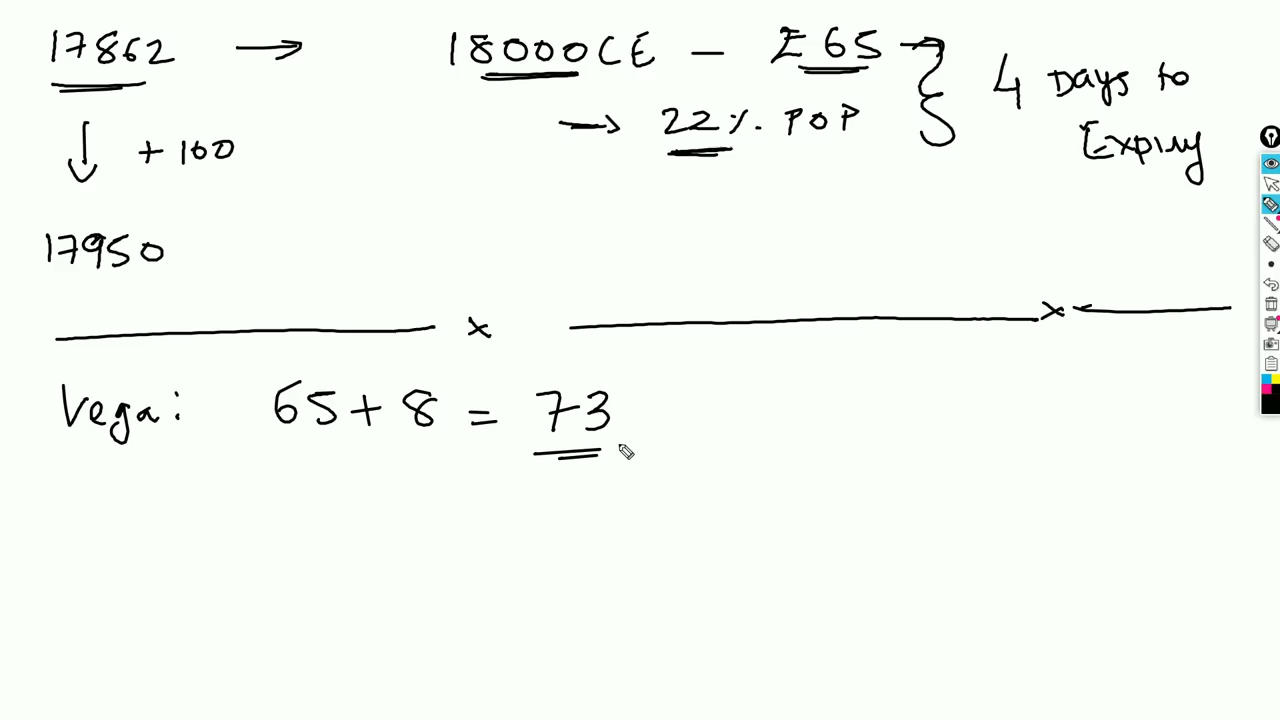 17862 → 18000CE - ₹65
→ 22% POP
4 Days to
Expiry
↓ +100
17950
x x
Vega: 65+8 = 73